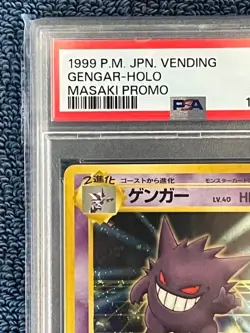 1999 P.M. JPN. VENDING
GENGAR-HOLO
MASAKI PROMO
PSA
1
2進化
ゴーストから進化
ゲンガー
LV.40